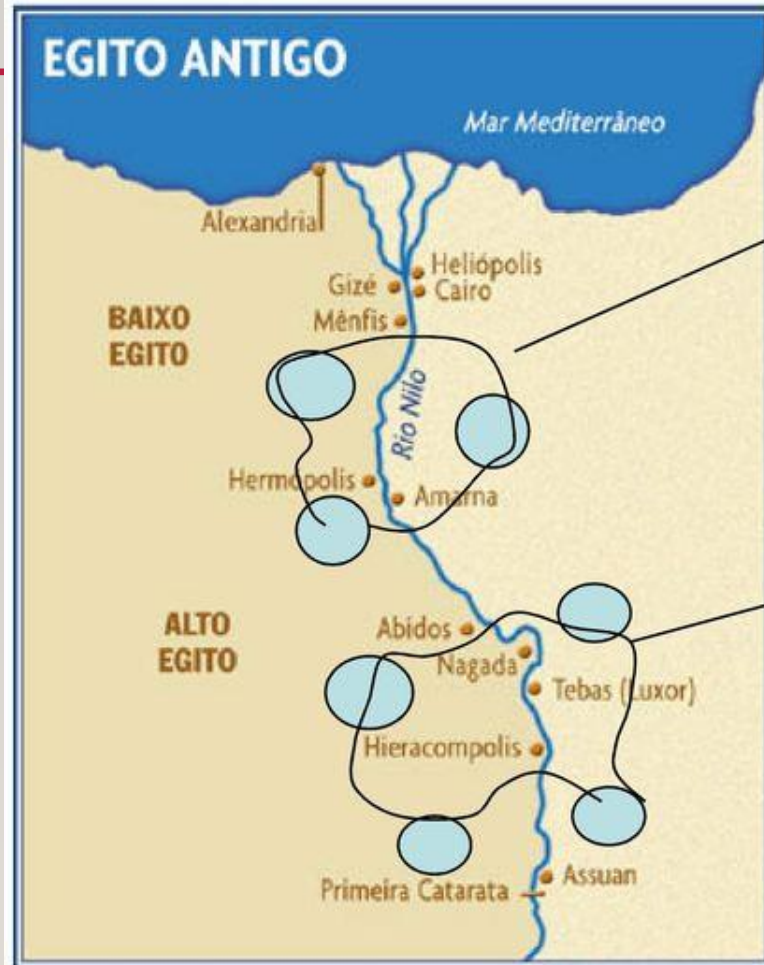 EGITO ANTIGO
Mar Mediterrâneo
Alexandria
Heliópolis
Gizé
Cairo
Mênfis
BAIXO
EGITO
Rio Nilo
Hermópolis
Amarna
ALTO
EGITO
Abidos
Nagada
Tebas (Luxor)
Hieracompolis
Assuan
Primeira Catarata